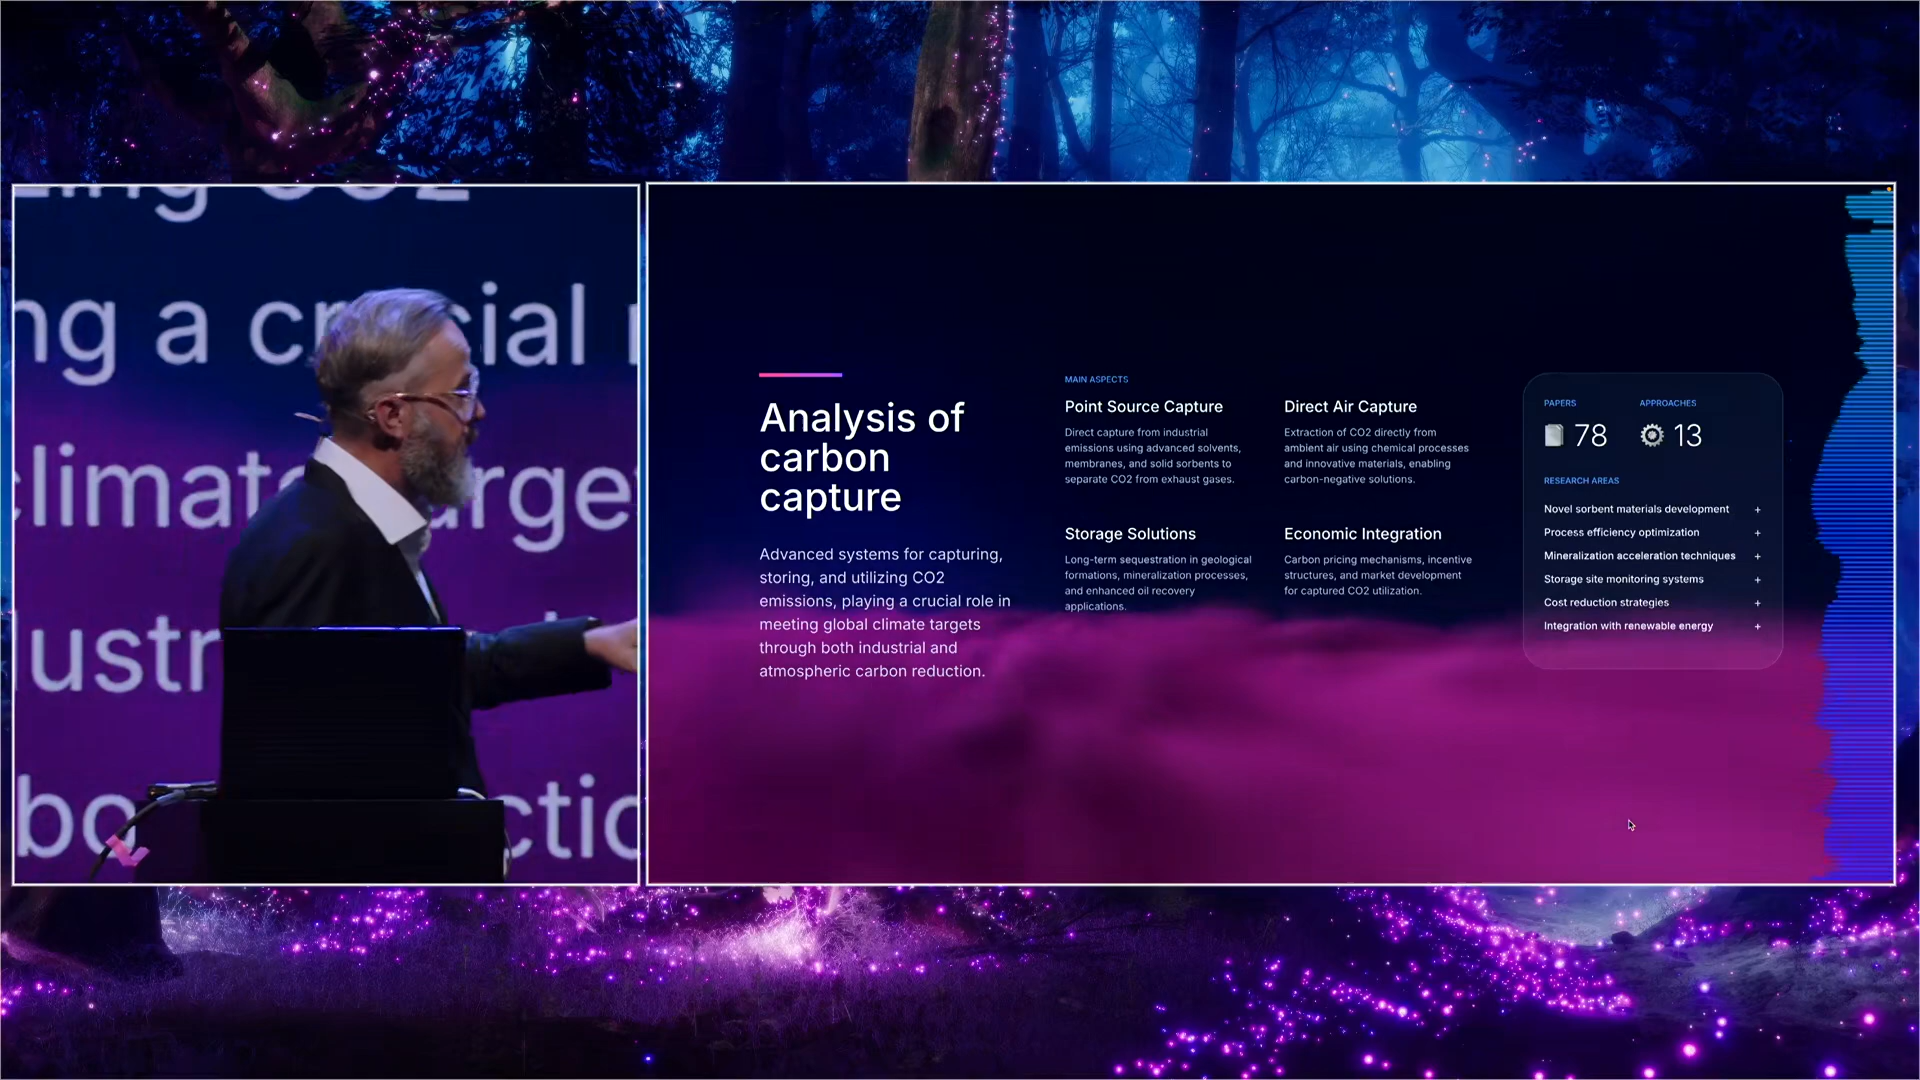 ng a crucial
climate targe
lustr
bo ctio
Analysis of
carbon
capture
Advanced systems for capturing,
storing, and utilizing CO2
emissions, playing a crucial role in
meeting global climate targets
through both industrial and
atmospheric carbon reduction.
MAIN ASPECTS
Point Source Capture
Direct capture from industrial
emissions using advanced solvents,
membranes, and solid sorbents to
separate CO2 from exhaust gases.
Direct Air Capture
Extraction of CO2 directly from
ambient air using chemical processes
and innovative materials, enabling
carbon-negative solutions.
Storage Solutions
Long-term sequestration in geological
formations, mineralization processes,
and enhanced oil recovery
applications.
Economic Integration
Carbon pricing mechanisms, incentive
structures, and market development
for captured CO2 utilization.
PAPERS
78
APPROACHES
13
RESEARCH AREAS
Novel sorbent materials development +
Process efficiency optimization +
Mineralization acceleration techniques +
Storage site monitoring systems +
Cost reduction strategies +
Integration with renewable energy +